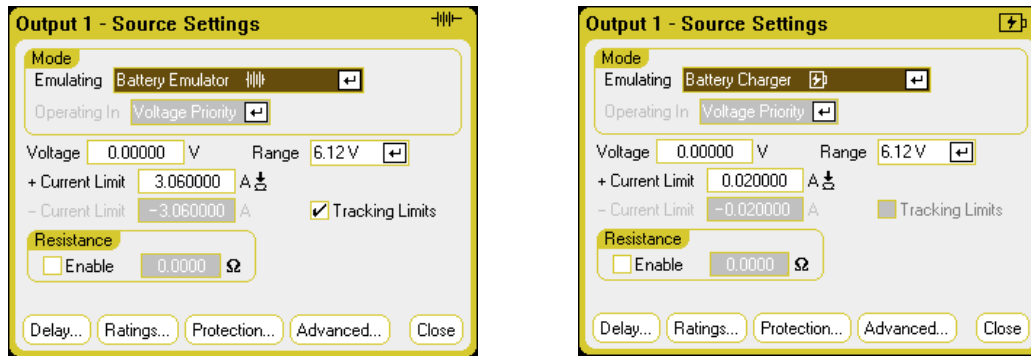 Output 1 - Source Settings
Mode
Emulating Battery Emulator
Operating In Voltage Priority
Voltage 0.00000 V Range 6.12 V
+ Current Limit 3.060000 A
- Current Limit -3.060000 A Tracking Limits
Resistance
Enable 0.0000 Ω
Delay... Ratings... Protection... Advanced... Close
Output 1 - Source Settings
Mode
Emulating Battery Charger
Operating In Voltage Priority
Voltage 0.00000 V Range 6.12 V
+ Current Limit 0.020000 A
- Current Limit -0.020000 A Tracking Limits
Resistance
Enable 0.0000 Ω
Delay... Ratings... Protection... Advanced... Close